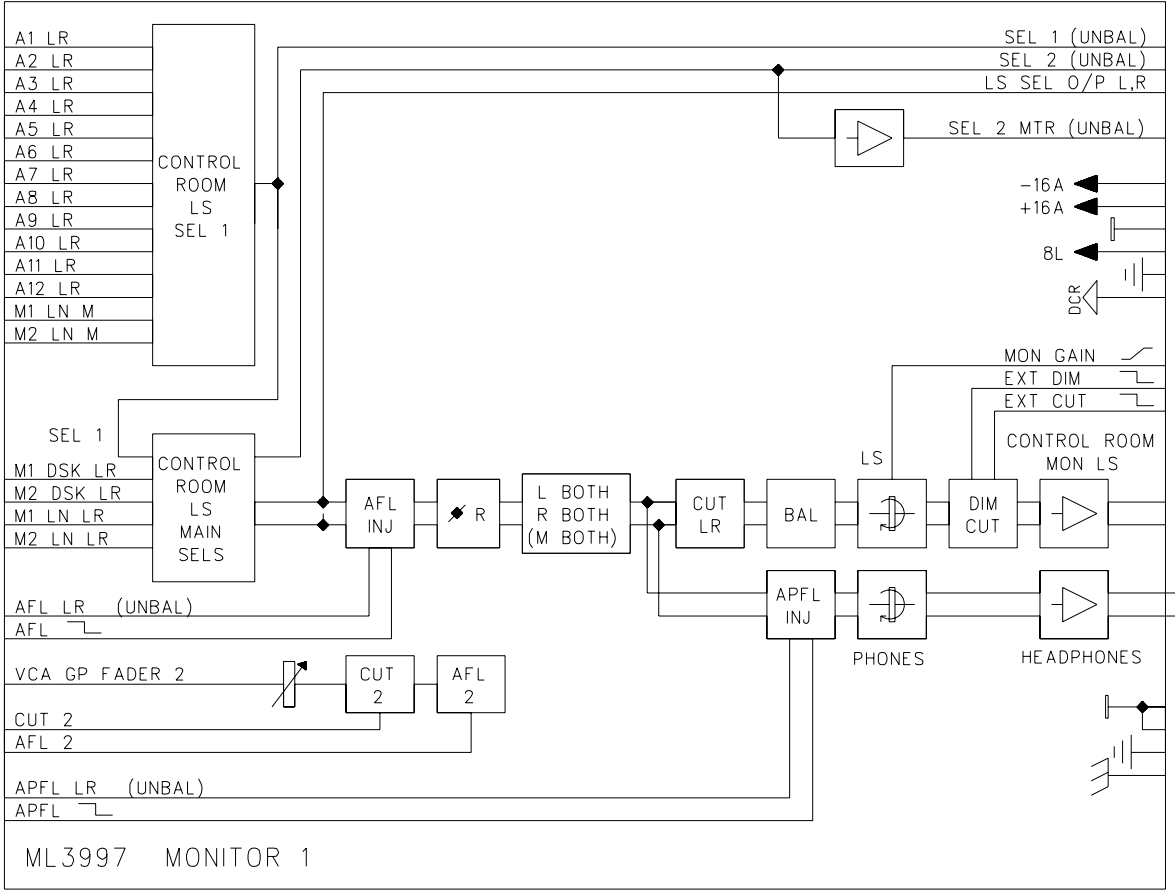 A1 LR
A2 LR
A3 LR
A4 LR
A5 LR
A6 LR
A7 LR
A8 LR
A9 LR
A10 LR
A11 LR
A12 LR
M1 LN M
M2 LN M
CONTROL
ROOM
LS
SEL 1
SEL 1 (UNBAL)
SEL 2 (UNBAL)
LS SEL O/P L,R
SEL 2 MTR (UNBAL)
-16A
+16A
8L
DCR
MON GAIN
EXT DIM
EXT CUT
SEL 1
M1 DSK LR
M2 DSK LR
M1 LN LR
M2 LN LR
CONTROL
ROOM
LS
MAIN
SELS
AFL
INJ
R
L BOTH
R BOTH
(M BOTH)
CUT
LR
BAL
LS
DIM
CUT
CONTROL ROOM
MON LS
APFL
INJ
PHONES
HEADPHONES
AFL LR (UNBAL)
AFL
VCA GP FADER 2
CUT
2
AFL
2
CUT 2
AFL 2
APFL LR (UNBAL)
APFL
ML3997 MONITOR 1